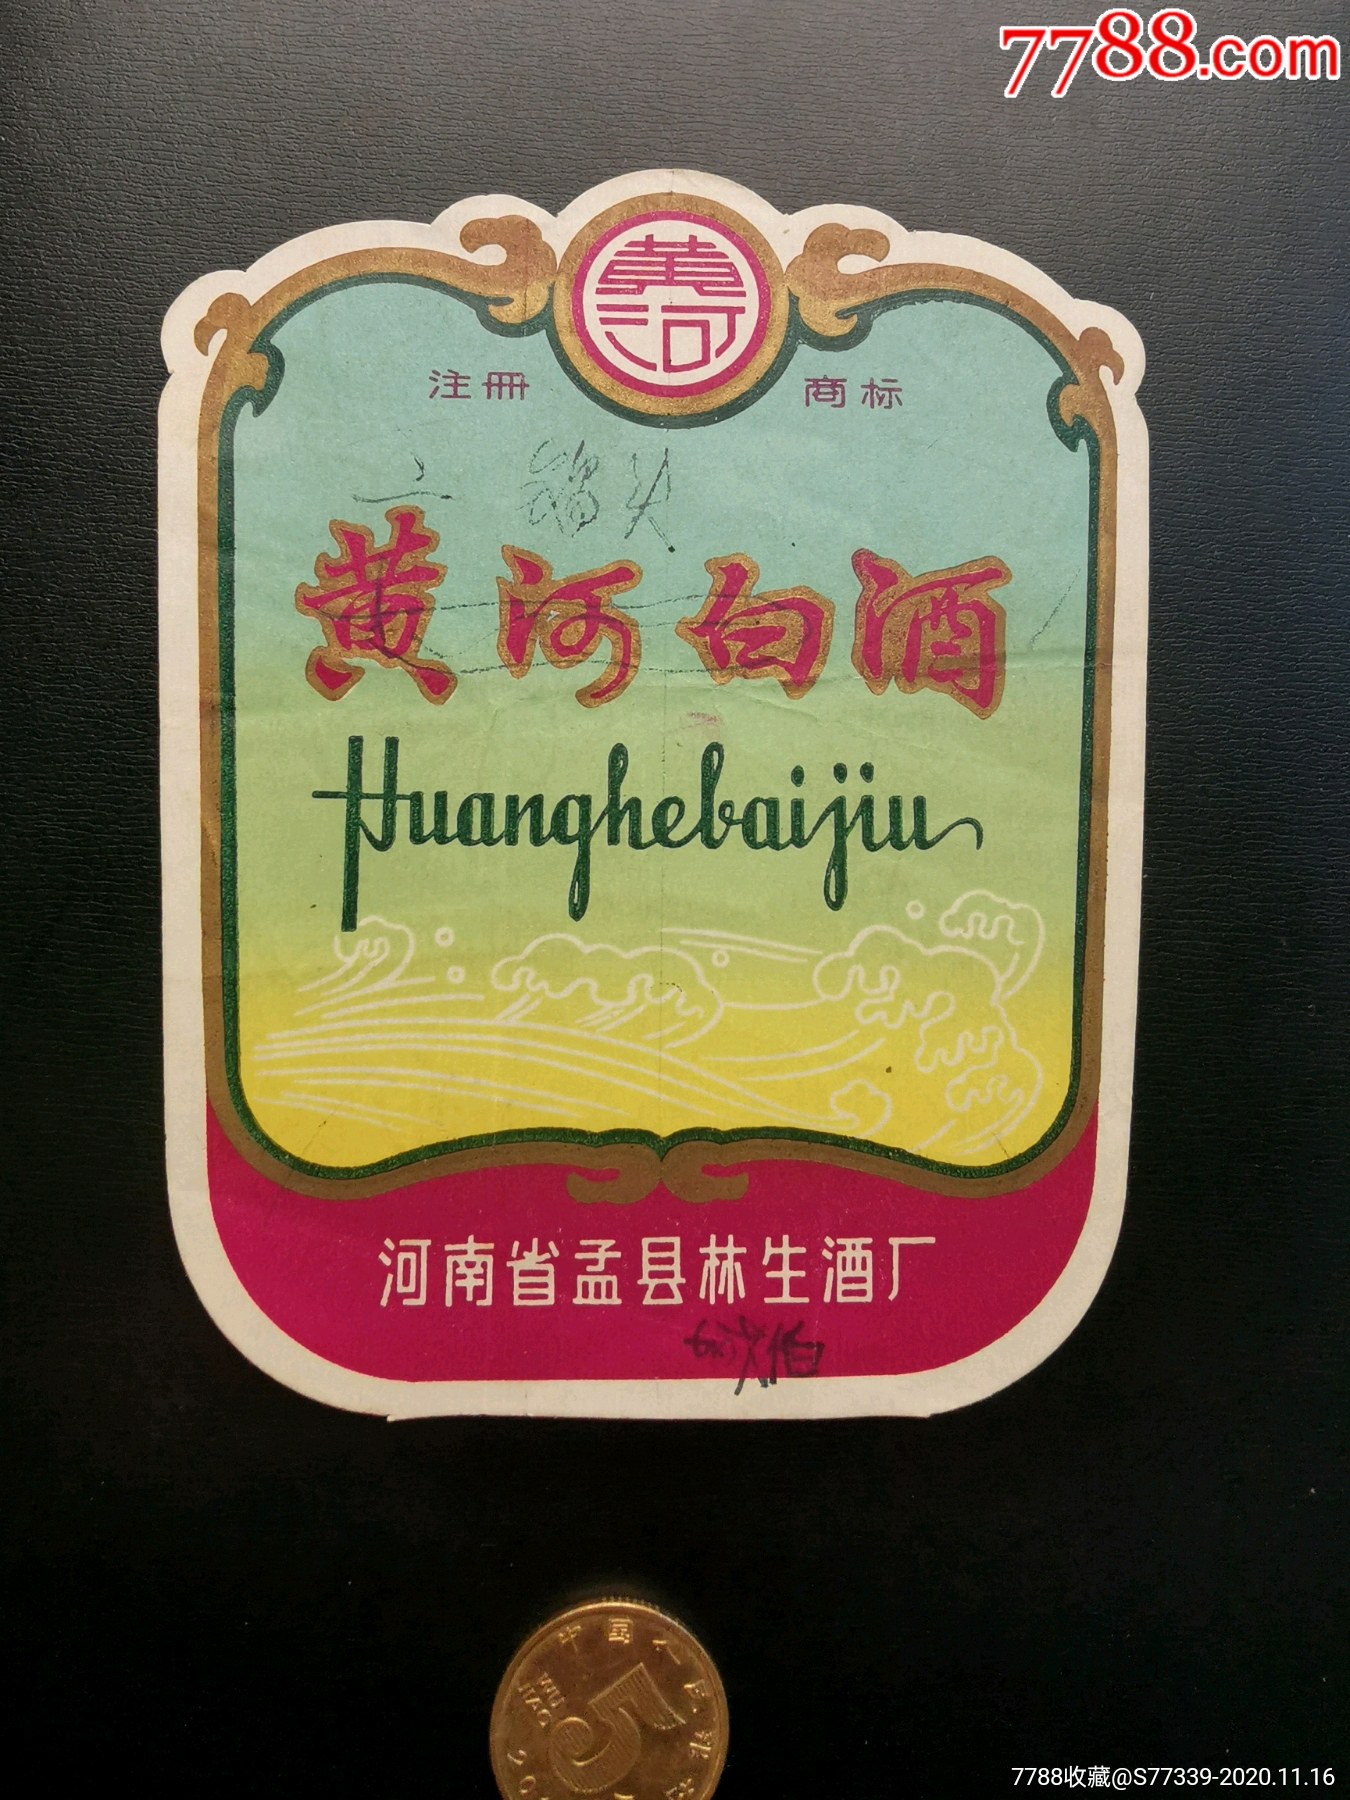 7788.com
黄河
注册 商标
黄河白酒
Huanghebaijiu
河南省孟县林生酒厂
中国人民银
WU
JIAO
5
7788收藏@S77339-2020.11.16